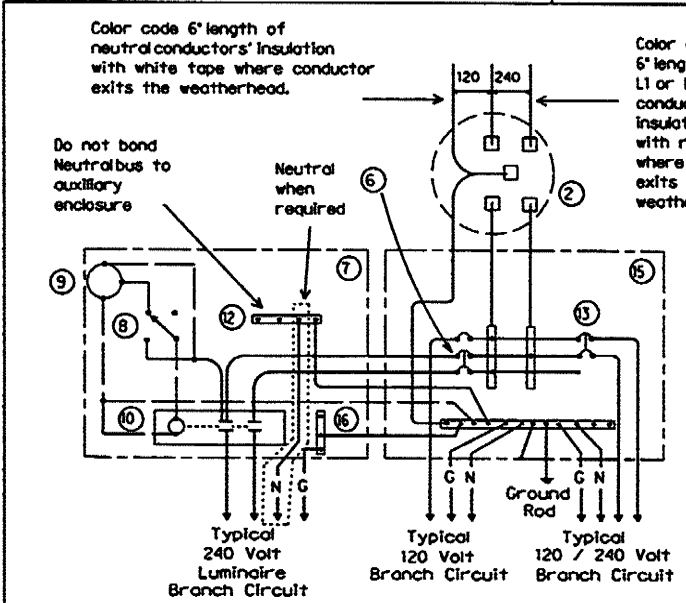 Color code 6" length of
neutral conductors' insulation
with white tape where conductor
exits the weatherhead.
120
240
Color
6" leng
L1 or
condu
insulat
with r
where
exits
weath
Do not bond
Neutral bus to
auxiliary
enclosure
Neutral
when
required
6
2
9
7
15
8
12
13
10
16
N
G
G
N
Ground
Rod
G
N
Typical
240 Volt
Luminaire
Branch Circuit
Typical
120 Volt
Branch Circuit
Typical
120 / 240 Volt
Branch Circuit